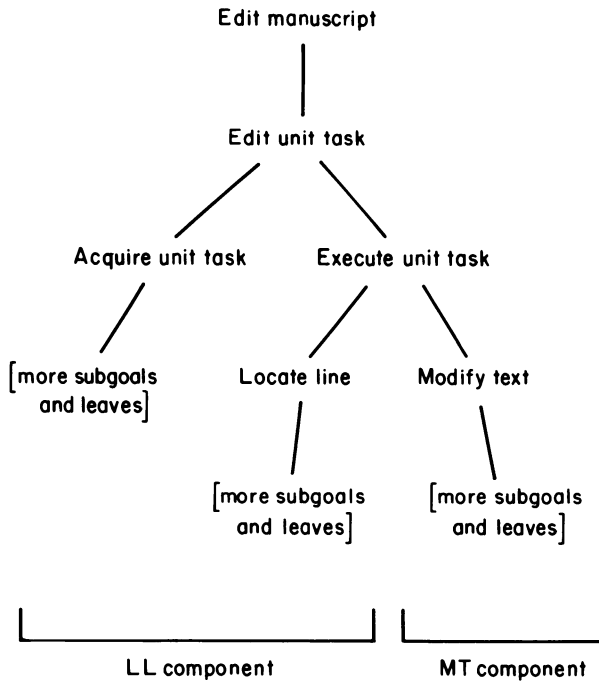 Edit manuscript
Edit unit task
Acquire unit task
Execute unit task
[more subgoals
and leaves]
Locate line
Modify text
[more subgoals
and leaves]
[more subgoals
and leaves]
LL component
MT component